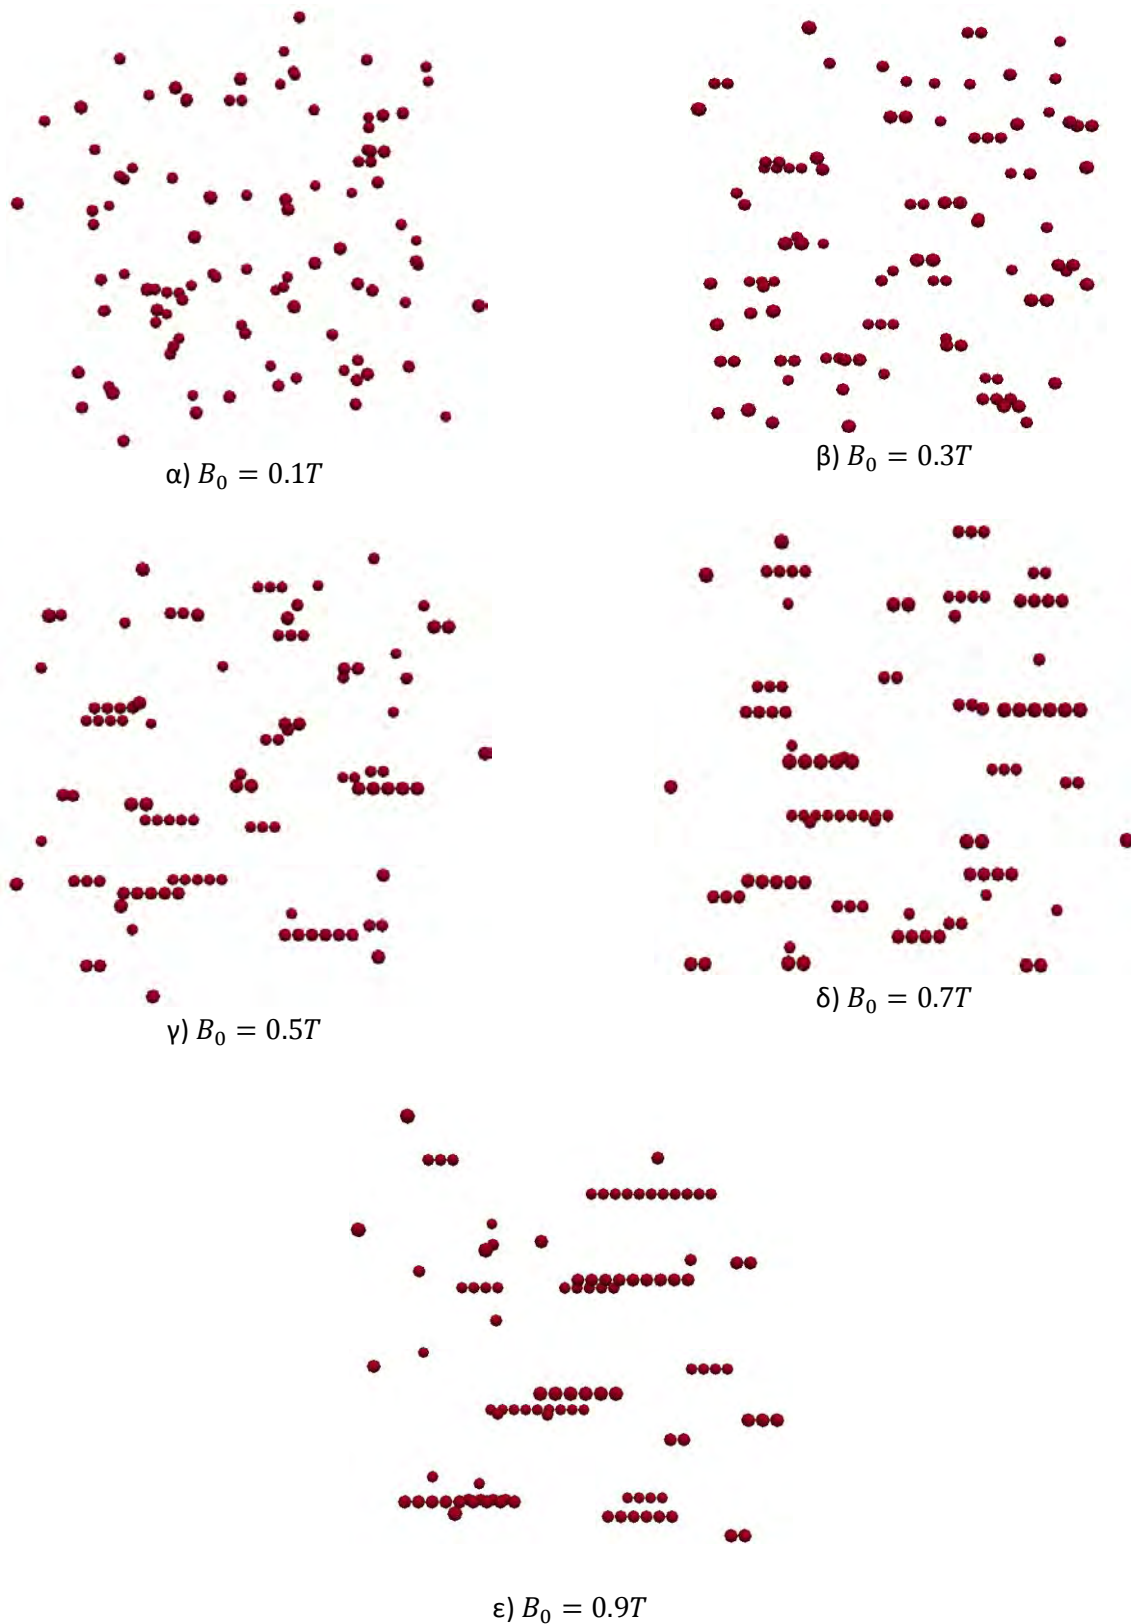 α) B₀ = 0.1T
β) B₀ = 0.3T
γ) B₀ = 0.5T
δ) B₀ = 0.7T
ε) B₀ = 0.9T